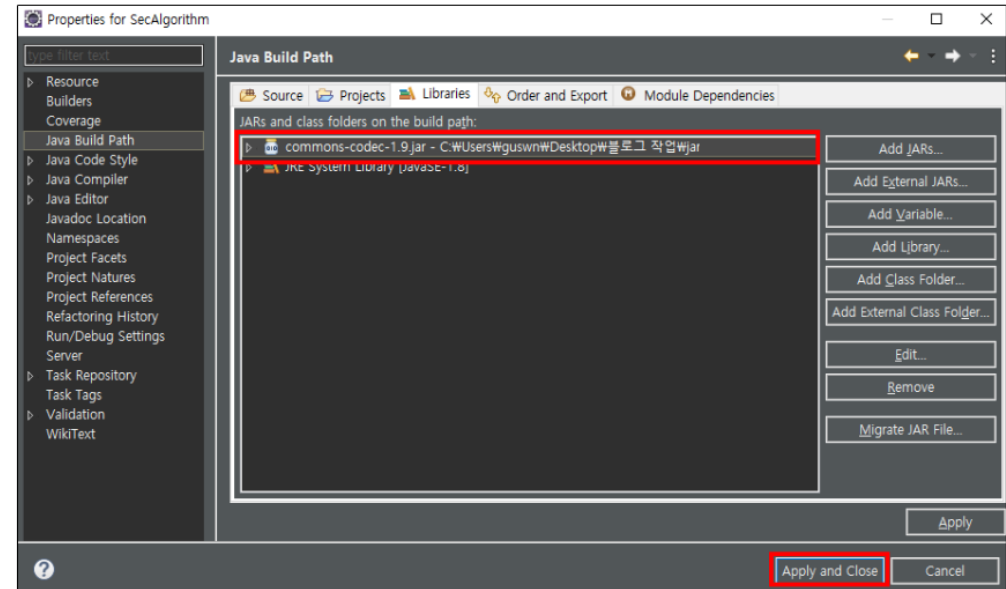 Properties for SecAlgorithm
type filter text
Resource
Builders
Coverage
Java Build Path
Java Code Style
Java Compiler
Java Editor
Javadoc Location
Namespaces
Project Facets
Project Natures
Project References
Refactoring History
Run/Debug Settings
Server
Task Repository
Task Tags
Validation
WikiText
Java Build Path
Source Projects Libraries Order and Export Module Dependencies
JARs and class folders on the build path:
commons-codec-1.9.jar - C:₩Users₩guswn₩Desktop₩블로그 작업₩jar
JRE System Library [JavaSE-1.8]
Add JARs...
Add External JARs...
Add Variable...
Add Library...
Add Class Folder...
Add External Class Folder...
Edit...
Remove
Migrate JAR File...
Apply
Apply and Close Cancel